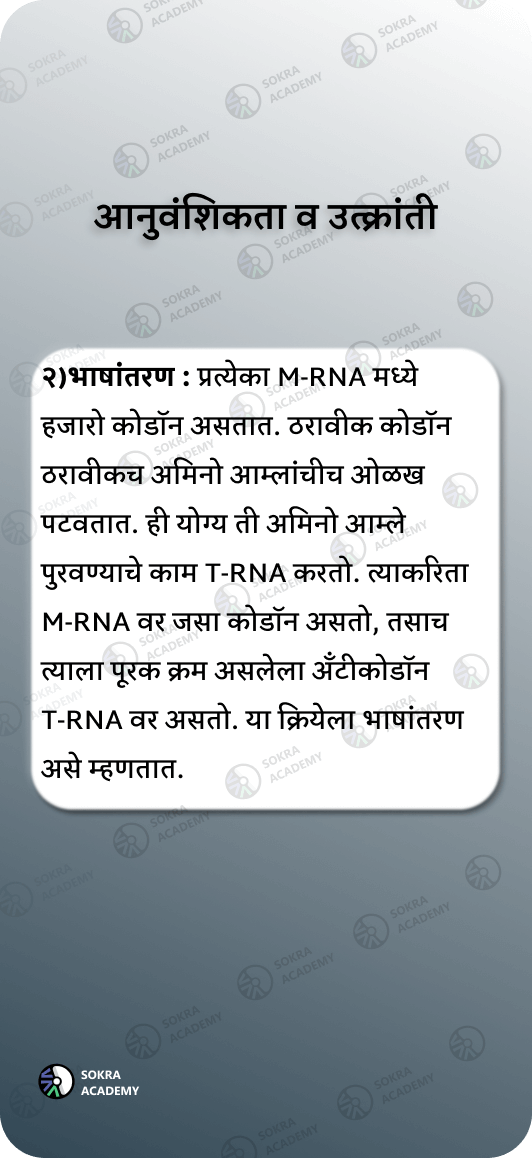 आनुवंशिकता व उत्क्रांती
२)भाषांतरण : प्रत्येका M-RNA मध्ये
हजारो कोडॉन असतात. ठरावीक कोडॉन
ठरावीकच अमिनो आम्लांचीच ओळख
पटवतात. ही योग्य ती अमिनो आम्ले
पुरवण्याचे काम T-RNA करतो. त्याकरिता
M-RNA वर जसा कोडॉन असतो, तसाच
त्याला पूरक क्रम असलेला अँटीकोडॉन
T-RNA वर असतो. या क्रियेला भाषांतरण
असे म्हणतात.
SOKRA
ACADEMY